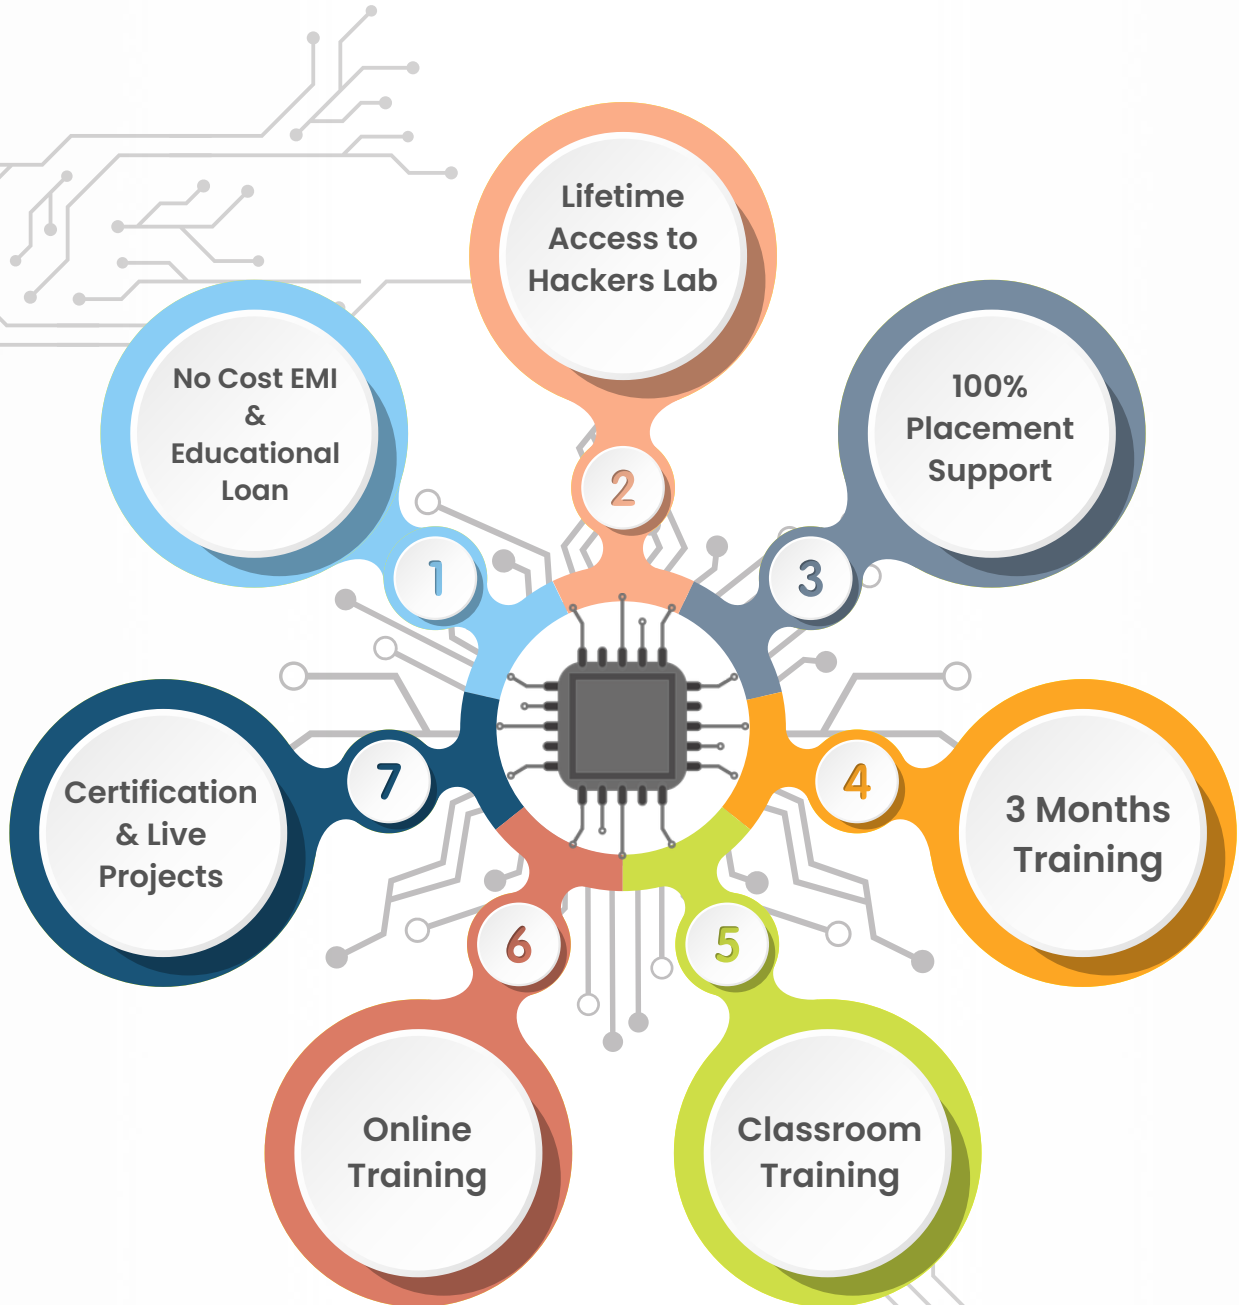 No Cost EMI
&
Educational
Loan
1
Lifetime
Access to
Hackers Lab
2
100%
Placement
Support
3
3 Months
Training
4
Classroom
Training
5
Online
Training
6
Certification
& Live
Projects
7